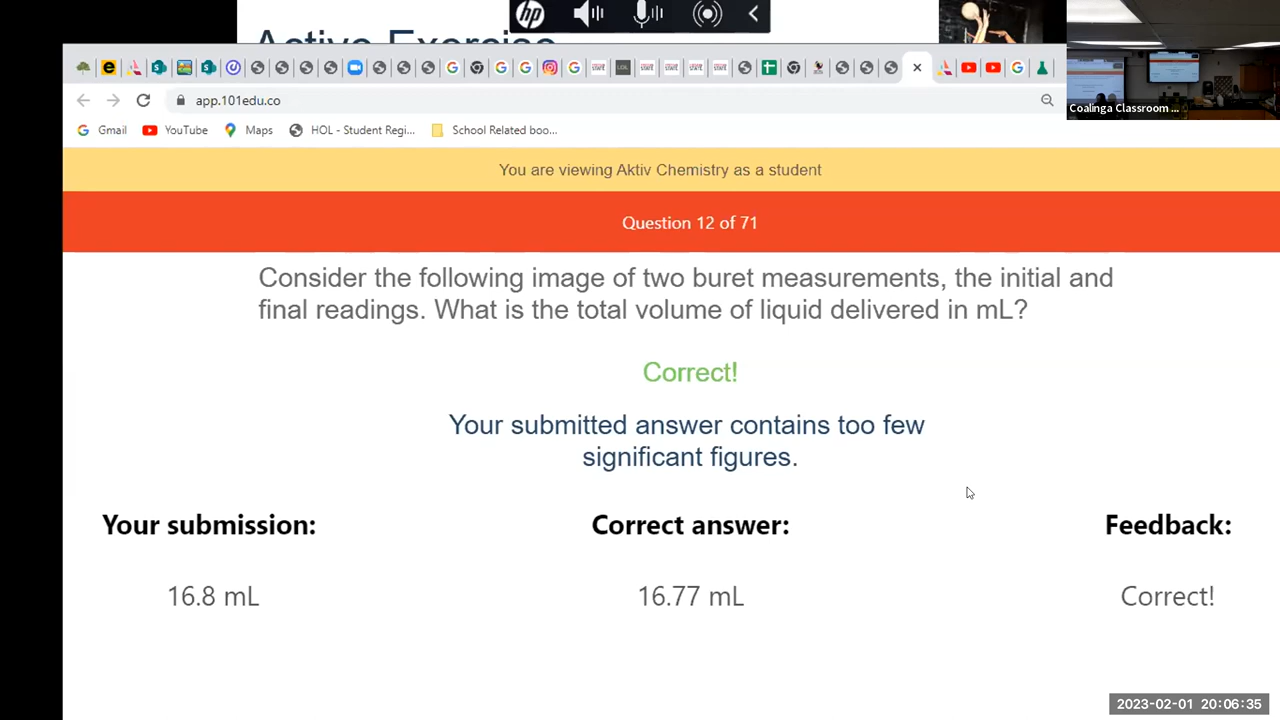 Active Exercise
Coalinga Classroom ...
app.101edu.co
Gmail YouTube Maps HOL - Student Regi... School Related boo...
You are viewing Aktiv Chemistry as a student
Question 12 of 71
Consider the following image of two buret measurements, the initial and
final readings. What is the total volume of liquid delivered in mL?
Correct!
Your submitted answer contains too few
significant figures.
Your submission: Correct answer: Feedback:
16.8 mL 16.77 mL Correct!
2023-02-01 20:06:35